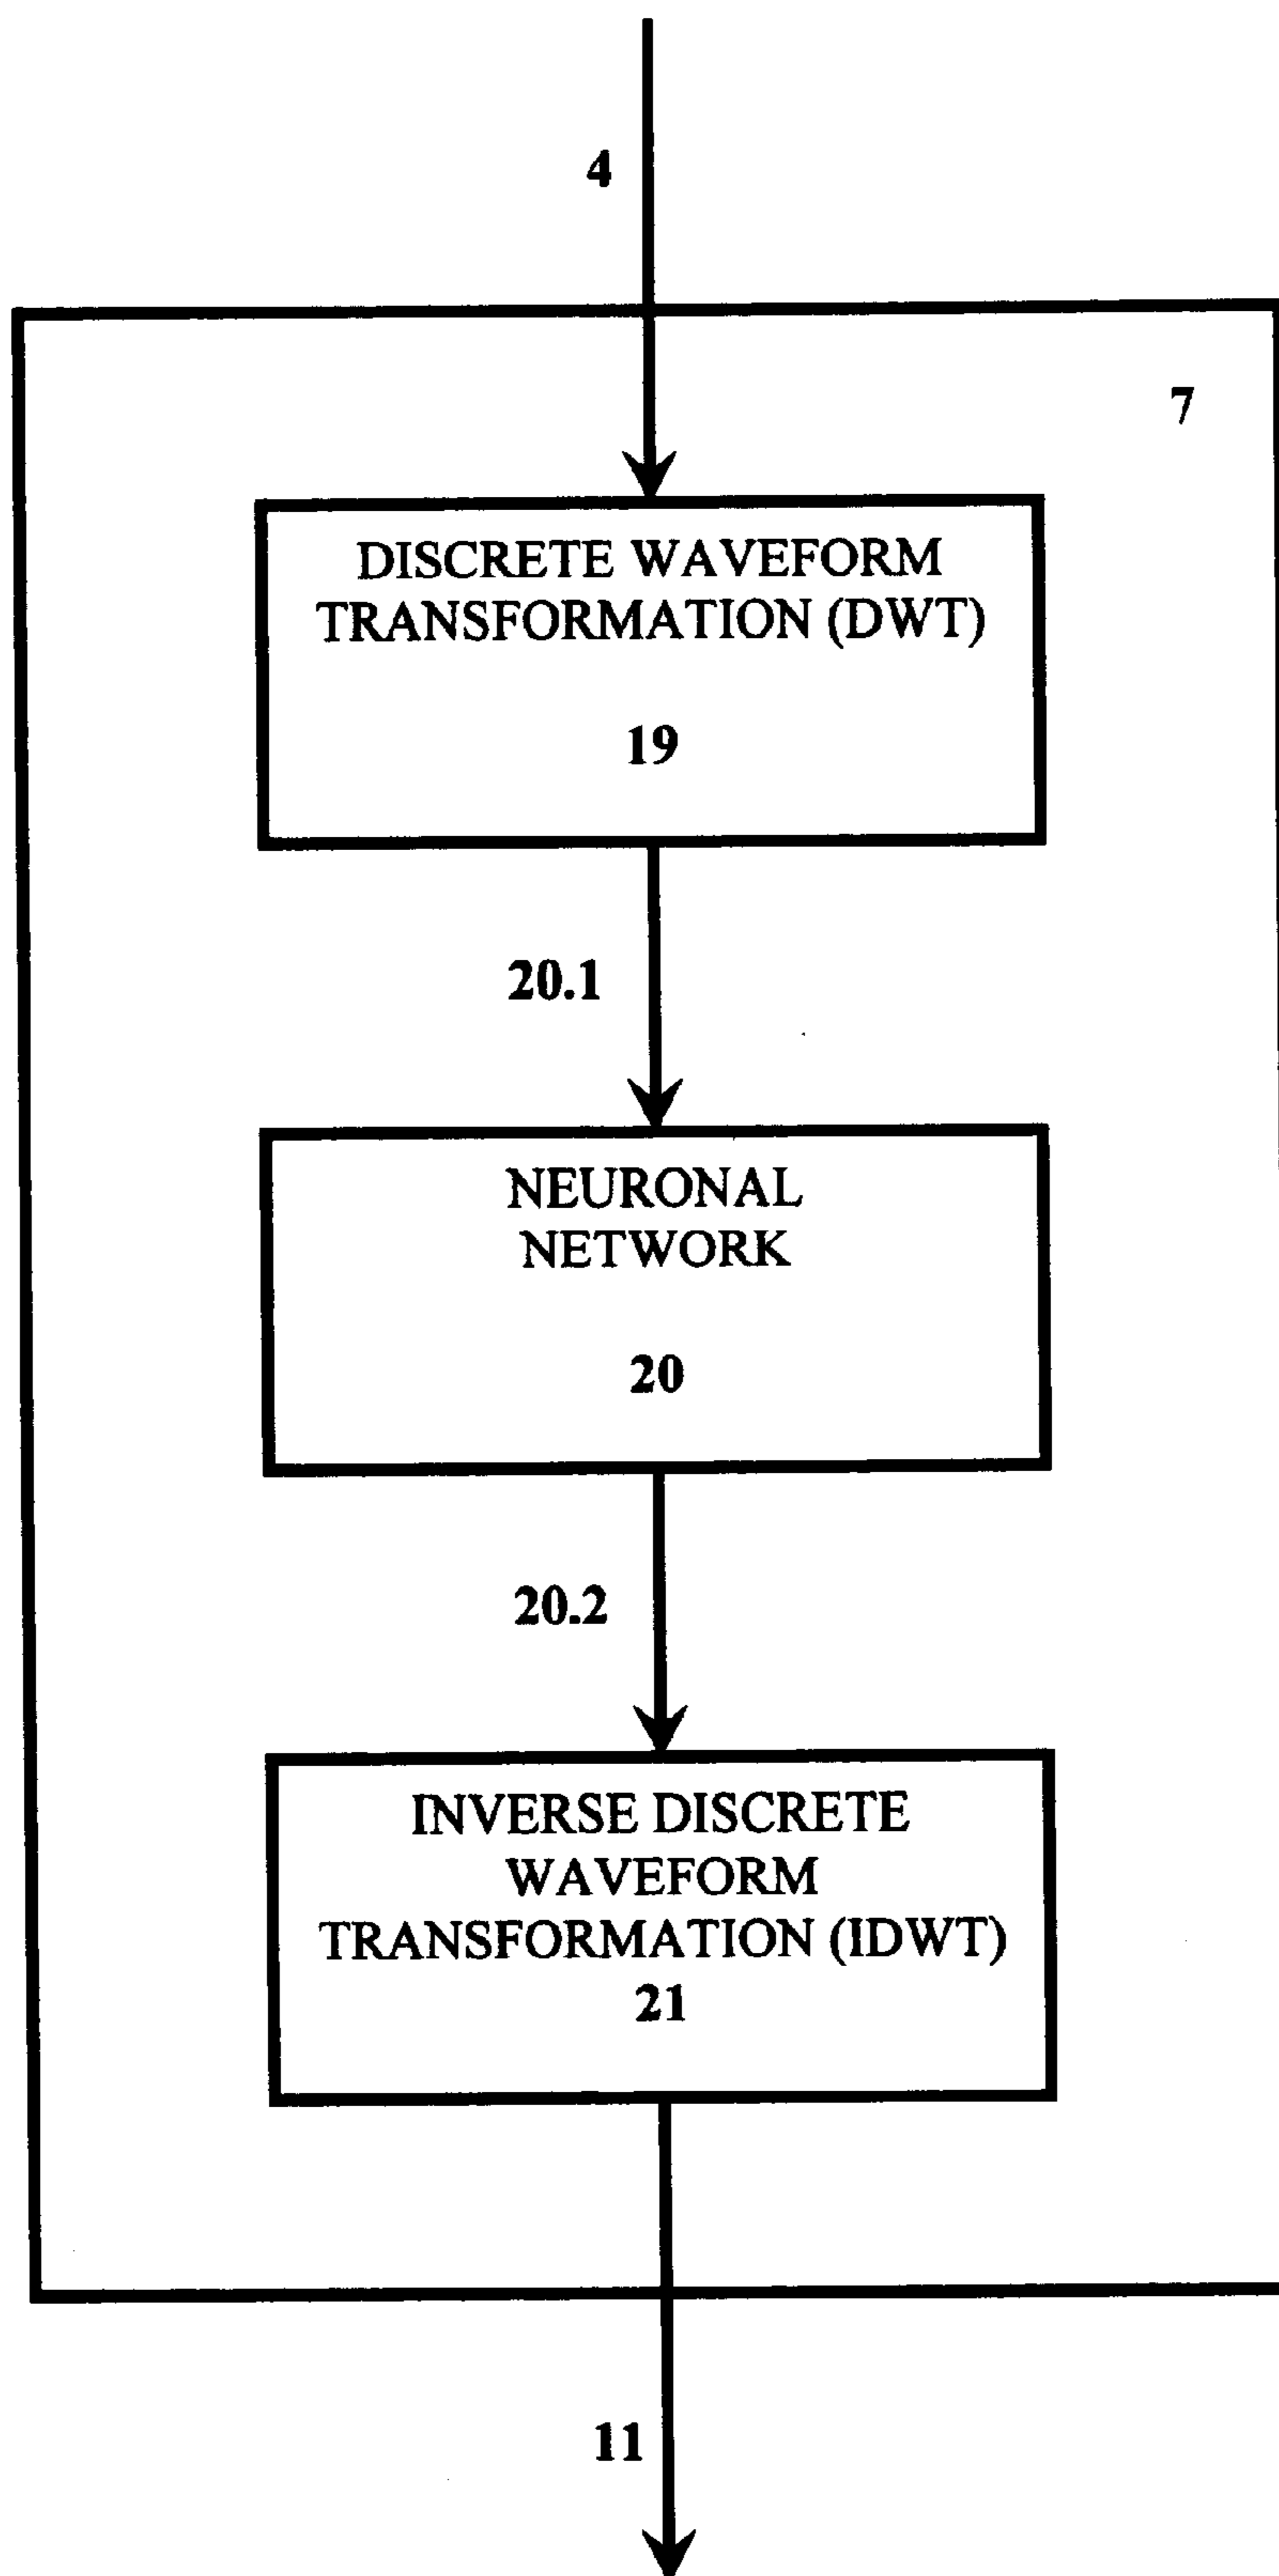 4
7
DISCRETE WAVEFORM
TRANSFORMATION (DWT)
19
20.1
NEURONAL
NETWORK
20
20.2
INVERSE DISCRETE
WAVEFORM
TRANSFORMATION (IDWT)
21
11